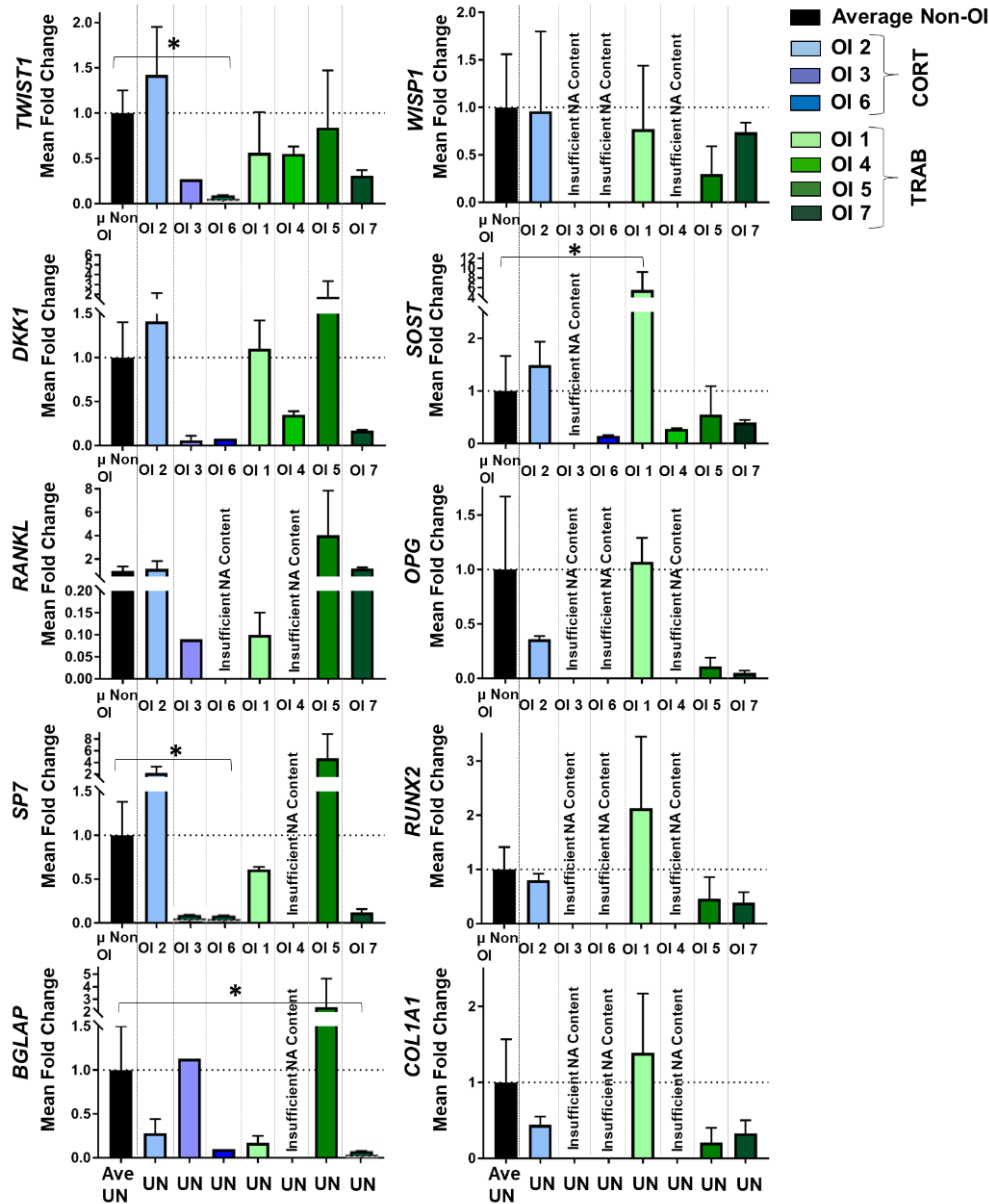 Average Non-OI
OI 2
OI 3
OI 6
CORT
OI 1
OI 4
OI 5
OI 7
TRAB
TWIST1
Mean Fold Change
2.0
1.5
1.0
0.5
0.0
*
µ Non OI
OI 2
OI 3
OI 6
OI 1
OI 4
OI 5
OI 7
WISP1
Mean Fold Change
2.0
1.5
1.0
0.5
0.0
Insufficient NA Content
Insufficient NA Content
Insufficient NA Content
µ Non OI
OI 2
OI 3
OI 6
OI 1
OI 4
OI 5
OI 7
DKK1
Mean Fold Change
6
5
4
3
2
1.5
1.0
0.5
0.0
µ Non OI
OI 2
OI 3
OI 6
OI 1
OI 4
OI 5
OI 7
SOST
Mean Fold Change
12
10
8
6
4
2
1
0
*
Insufficient NA Content
µ Non OI
OI 2
OI 3
OI 6
OI 1
OI 4
OI 5
OI 7
RANKL
Mean Fold Change
8
6
4
2
0.20
0.15
0.10
0.05
0.00
Insufficient NA Content
Insufficient NA Content
µ Non OI
OI 2
OI 3
OI 6
OI 1
OI 4
OI 5
OI 7
OPG
Mean Fold Change
1.5
1.0
0.5
0.0
Insufficient NA Content
Insufficient NA Content
Insufficient NA Content
µ Non OI
OI 2
OI 3
OI 6
OI 1
OI 4
OI 5
OI 7
SP7
Mean Fold Change
8
6
4
2
1.5
1.0
0.5
0.0
*
Insufficient NA Content
µ Non OI
OI 2
OI 3
OI 6
OI 1
OI 4
OI 5
OI 7
RUNX2
Mean Fold Change
3
2
1
0
Insufficient NA Content
Insufficient NA Content
Insufficient NA Content
µ Non OI
OI 2
OI 3
OI 6
OI 1
OI 4
OI 5
OI 7
BGLAP
Mean Fold Change
5
4
3
2
1.5
1.0
0.5
0.0
*
Insufficient NA Content
Ave UN
UN
UN
UN
UN
UN
UN
UN
COL1A1
Mean Fold Change
2
1
0
Insufficient NA Content
Insufficient NA Content
Insufficient NA Content
Ave UN
UN
UN
UN
UN
UN
UN
UN